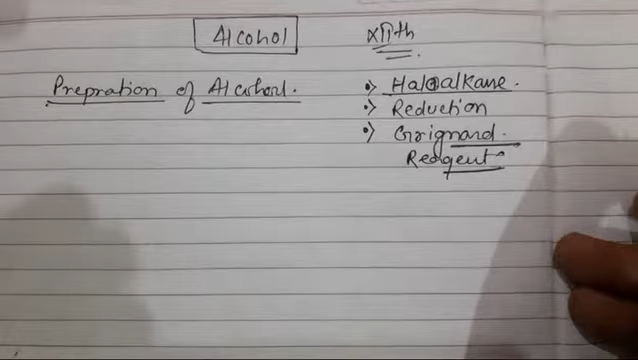 Alcohol
XIIth
Prepration of Alcohol.
Haloalkane.
Reduction
Grignard
Reagent